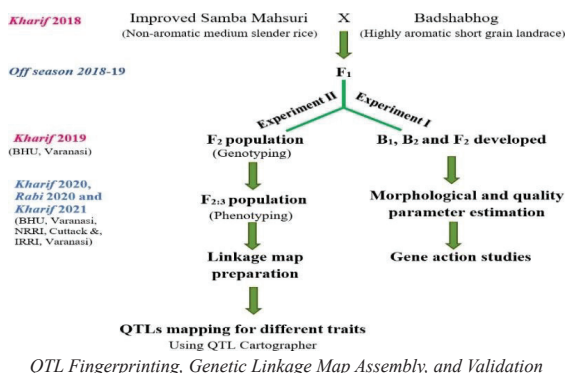 Kharif 2018
Improved Samba Mahsuri X Badshabhog
(Non-aromatic medium slender rice) (Highly aromatic short grain landrace)
Off season 2018-19
F1
Experiment II
Experiment I
Kharif 2019
(BHU, Varanasi)
F2 population
(Genotyping)
B1, B2 and F2 developed
Kharif 2020,
Rabi 2020 and
Kharif 2021
(BHU, Varanasi,
NRRI, Cuttack &,
IRRI, Varanasi)
F2:3 population
(Phenotyping)
Morphological and quality
parameter estimation
Linkage map
preparation
Gene action studies
QTLs mapping for different traits
Using QTL Cartographer
QTL Fingerprinting, Genetic Linkage Map Assembly, and Validation